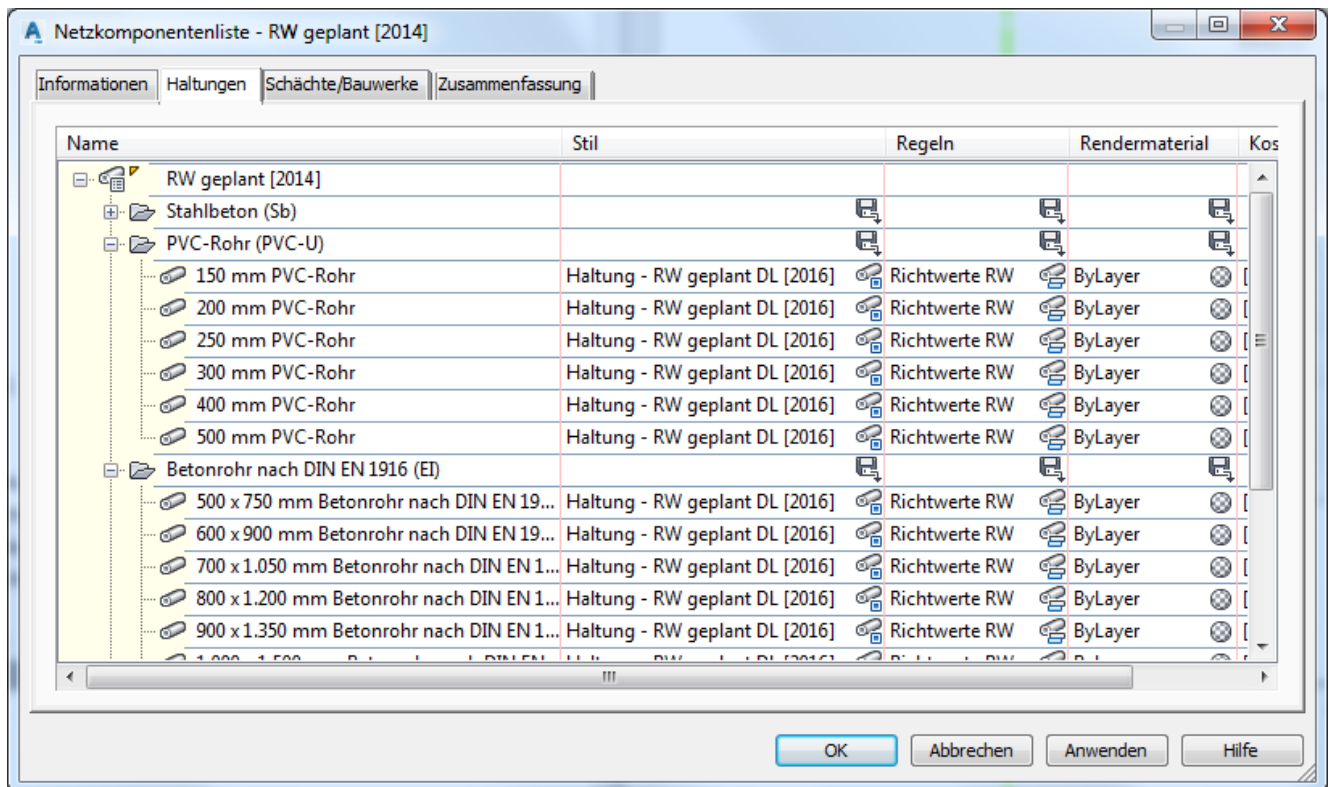 Netzkomponentenliste - RW geplant [2014]
Informationen Haltungen Schächte/Bauwerke Zusammenfassung
Name Stil Regeln Rendermaterial Kos
RW geplant [2014]
Stahlbeton (Sb)
PVC-Rohr (PVC-U)
150 mm PVC-Rohr Haltung - RW geplant DL [2016] Richtwerte RW ByLayer [
200 mm PVC-Rohr Haltung - RW geplant DL [2016] Richtwerte RW ByLayer [
250 mm PVC-Rohr Haltung - RW geplant DL [2016] Richtwerte RW ByLayer [
300 mm PVC-Rohr Haltung - RW geplant DL [2016] Richtwerte RW ByLayer [
400 mm PVC-Rohr Haltung - RW geplant DL [2016] Richtwerte RW ByLayer [
500 mm PVC-Rohr Haltung - RW geplant DL [2016] Richtwerte RW ByLayer [
Betonrohr nach DIN EN 1916 (EI)
500 x 750 mm Betonrohr nach DIN EN 19... Haltung - RW geplant DL [2016] Richtwerte RW ByLayer [
600 x 900 mm Betonrohr nach DIN EN 19... Haltung - RW geplant DL [2016] Richtwerte RW ByLayer [
700 x 1.050 mm Betonrohr nach DIN EN 1... Haltung - RW geplant DL [2016] Richtwerte RW ByLayer [
800 x 1.200 mm Betonrohr nach DIN EN 1... Haltung - RW geplant DL [2016] Richtwerte RW ByLayer [
900 x 1.350 mm Betonrohr nach DIN EN 1... Haltung - RW geplant DL [2016] Richtwerte RW ByLayer [
OK Abbrechen Anwenden Hilfe